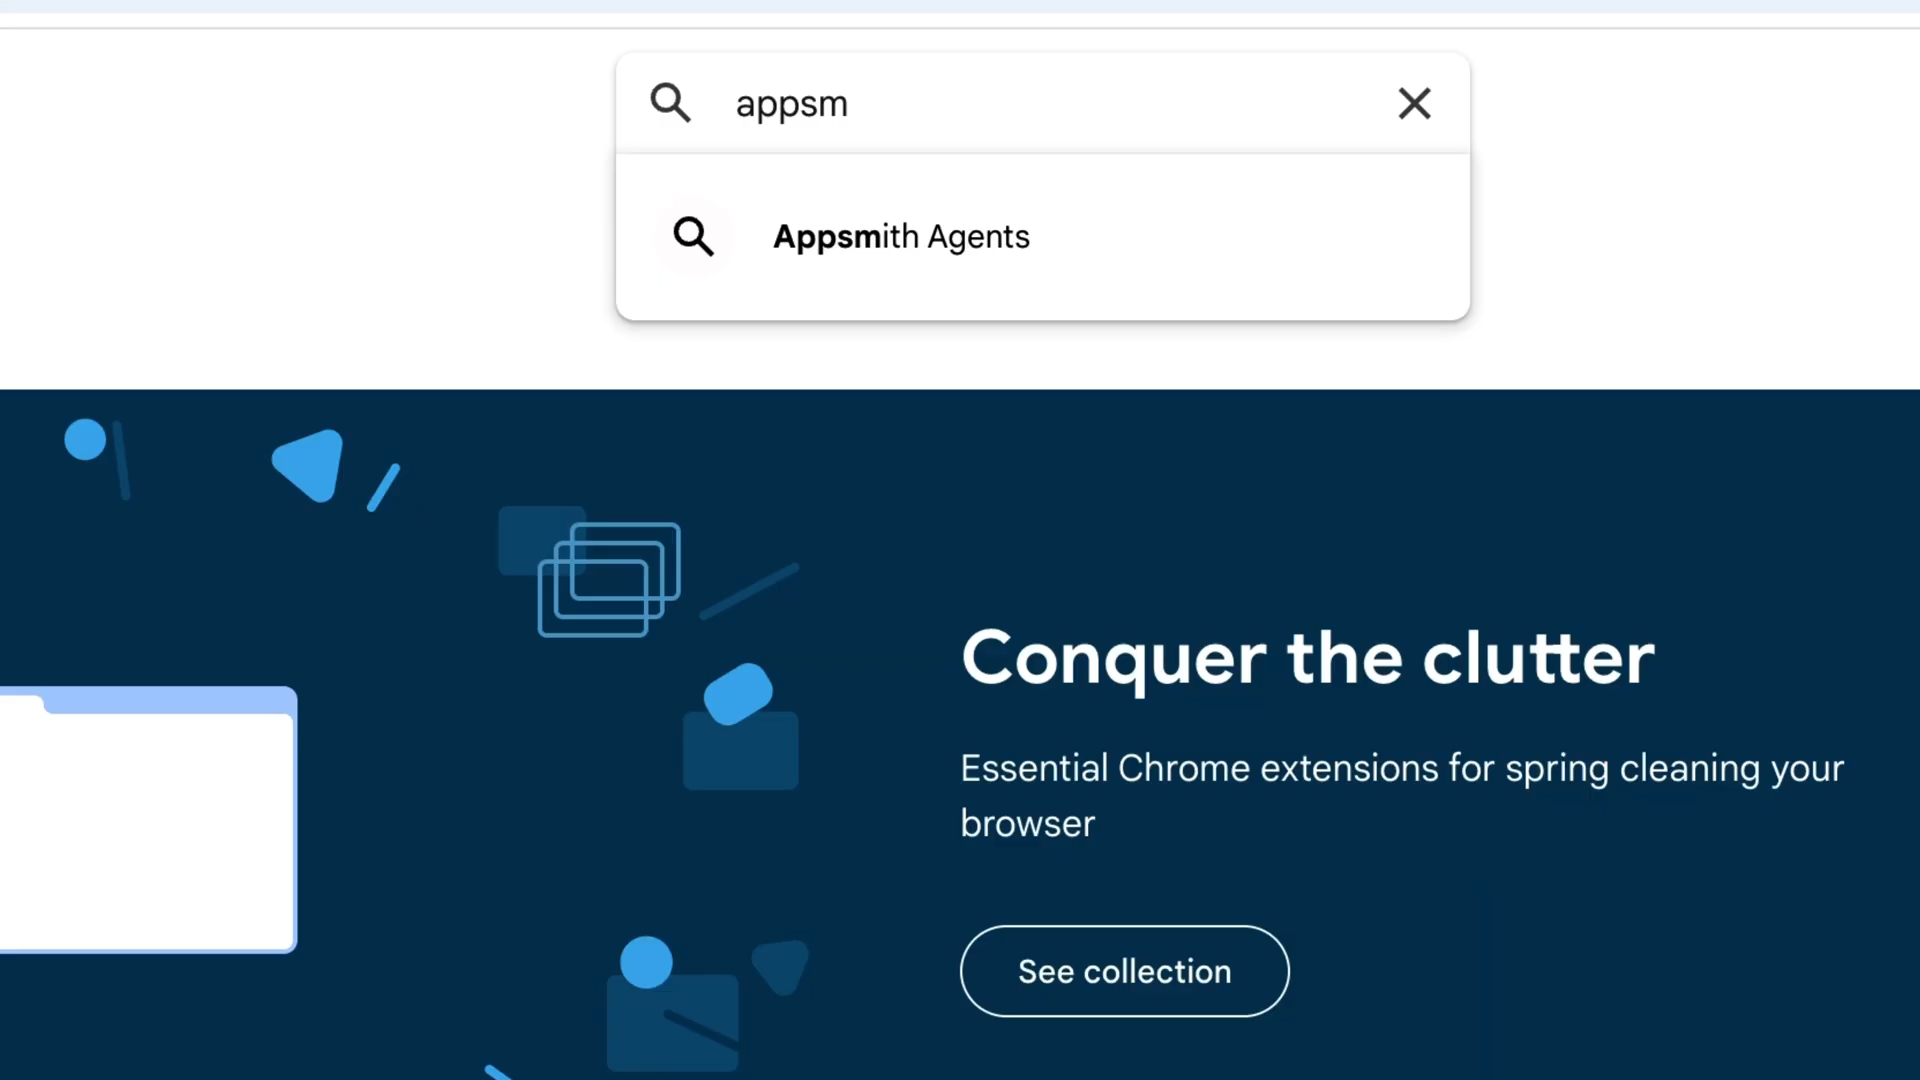 appsm
Appsmith Agents
Conquer the clutter
Essential Chrome extensions for spring cleaning your
browser
See collection